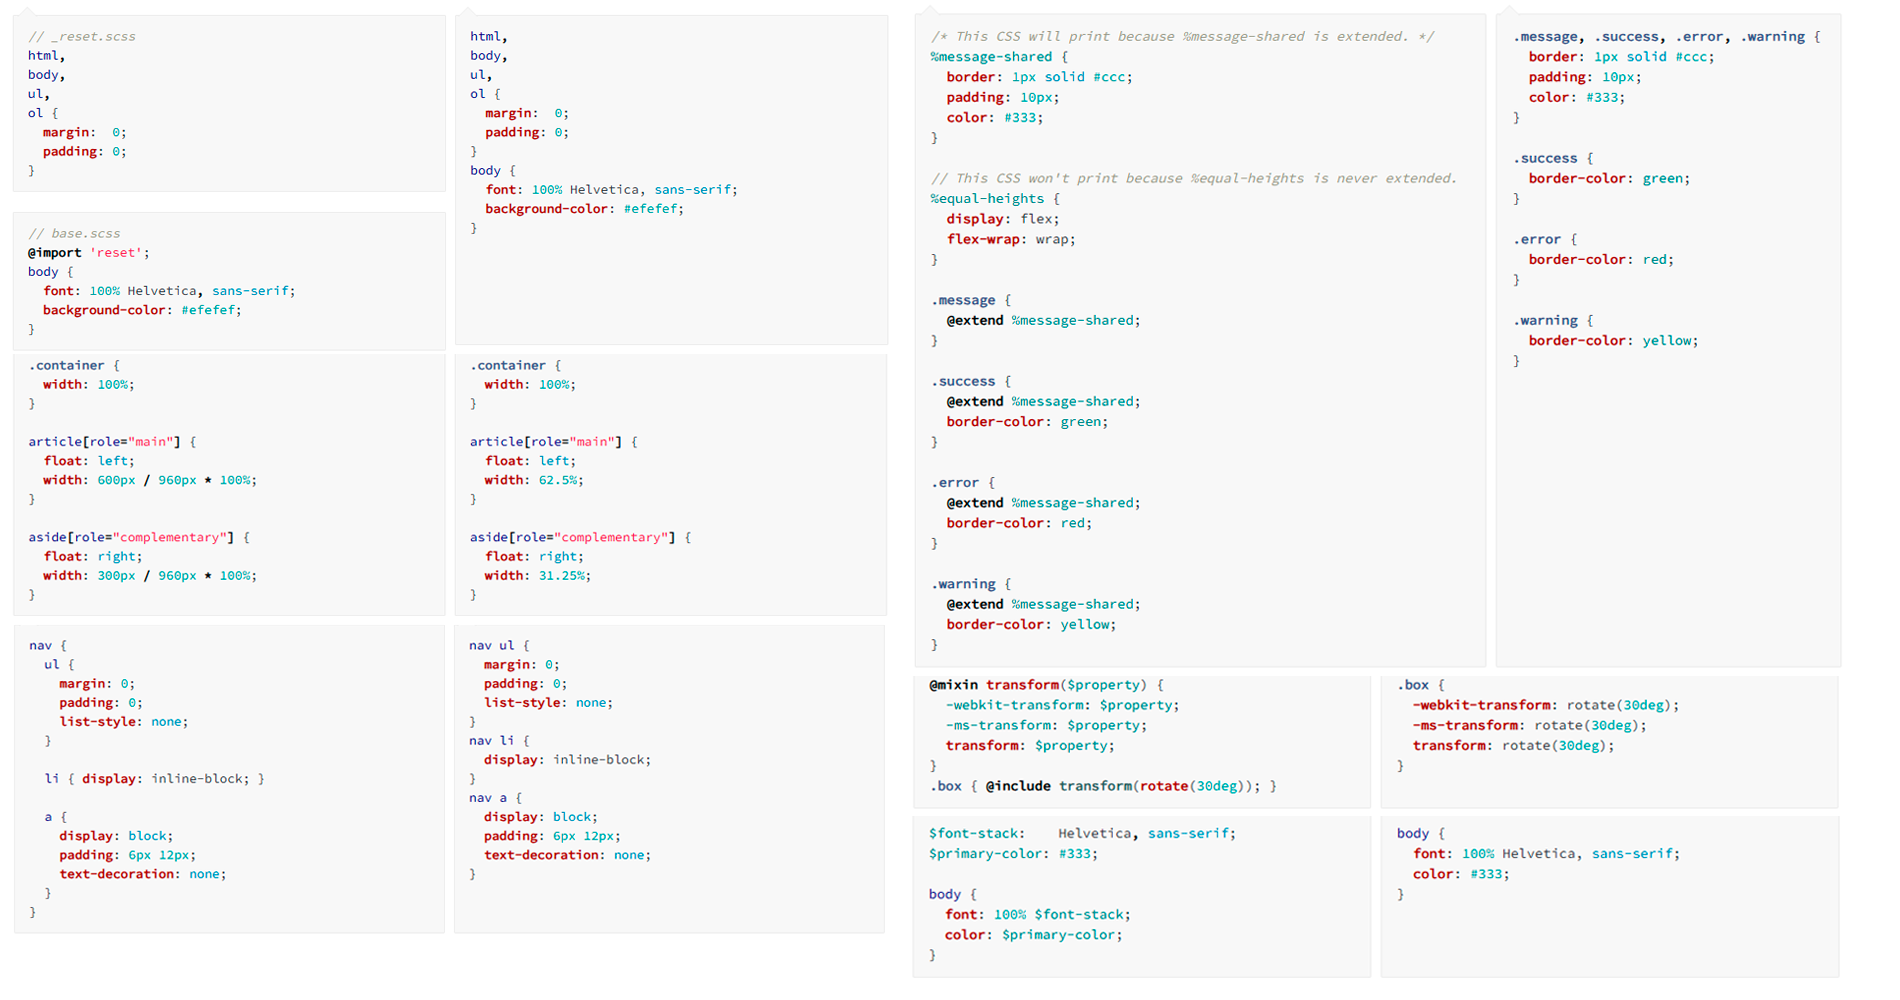 // _reset.scss
html,
body,
ul,
ol {
  margin:  0;
  padding: 0;
}
// base.scss
@import 'reset';
body {
  font: 100% Helvetica, sans-serif;
  background-color: #efefef;
}
html,
body,
ul,
ol {
  margin:  0;
  padding: 0;
}
body {
  font: 100% Helvetica, sans-serif;
  background-color: #efefef;
}
.container {
  width: 100%;
}
article[role="main"] {
  float: left;
  width: 600px / 960px * 100%;
}
aside[role="complementary"] {
  float: right;
  width: 300px / 960px * 100%;
}
.container {
  width: 100%;
}
article[role="main"] {
  float: left;
  width: 62.5%;
}
aside[role="complementary"] {
  float: right;
  width: 31.25%;
}
nav {
  ul {
    margin: 0;
    padding: 0;
    list-style: none;
  }
  li { display: inline-block; }
  a {
    display: block;
    padding: 6px 12px;
    text-decoration: none;
  }
}
nav ul {
  margin: 0;
  padding: 0;
  list-style: none;
}
nav li {
  display: inline-block;
}
nav a {
  display: block;
  padding: 6px 12px;
  text-decoration: none;
}
/* This CSS will print because %message-shared is extended. */
%message-shared {
  border: 1px solid #ccc;
  padding: 10px;
  color: #333;
}
// This CSS won't print because %equal-heights is never extended.
%equal-heights {
  display: flex;
  flex-wrap: wrap;
}
.message {
  @extend %message-shared;
}
.success {
  @extend %message-shared;
  border-color: green;
}
.error {
  @extend %message-shared;
  border-color: red;
}
.warning {
  @extend %message-shared;
  border-color: yellow;
}
.message, .success, .error, .warning {
  border: 1px solid #ccc;
  padding: 10px;
  color: #333;
}
.success {
  border-color: green;
}
.error {
  border-color: red;
}
.warning {
  border-color: yellow;
}
@mixin transform($property) {
  -webkit-transform: $property;
  -ms-transform: $property;
  transform: $property;
}
.box { @include transform(rotate(30deg)); }
.box {
  -webkit-transform: rotate(30deg);
  -ms-transform: rotate(30deg);
  transform: rotate(30deg);
}
$font-stack:    Helvetica, sans-serif;
$primary-color: #333;
body {
  font: 100% $font-stack;
  color: $primary-color;
}
body {
  font: 100% Helvetica, sans-serif;
  color: #333;
}